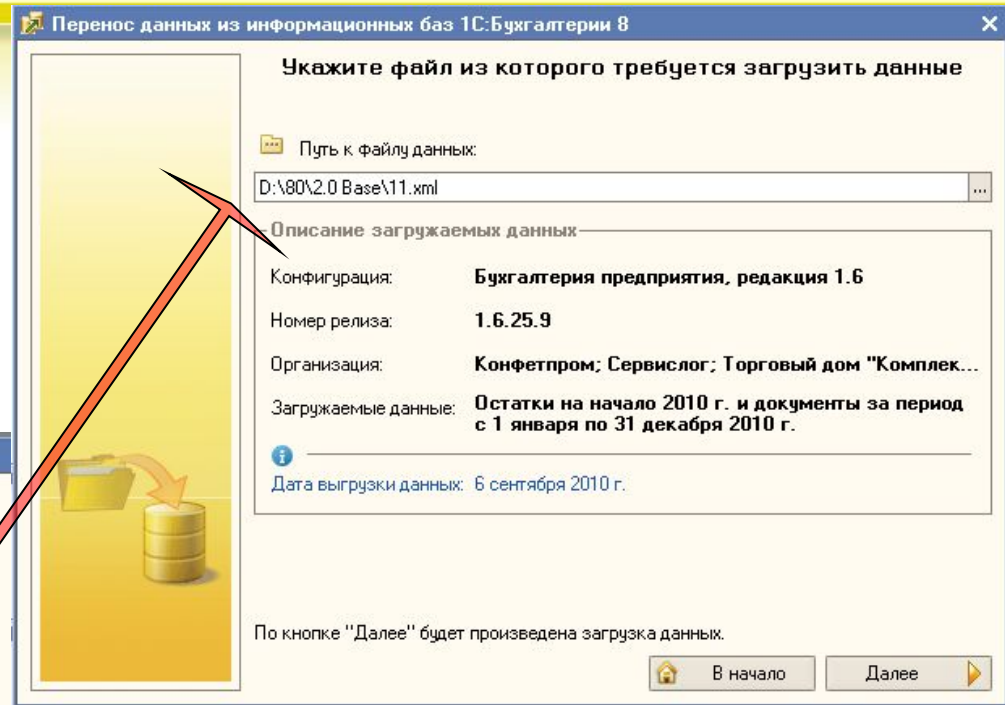 Перенос данных из информационных баз 1С:Бухгалтерии 8
Укажите файл из которого требуется загрузить данные
Путь к файлу данных:
D:\80\2.0 Base\11.xml
...
Описание загружаемых данных
Конфигурация: Бухгалтерия предприятия, редакция 1.6
Номер релиза: 1.6.25.9
Организация: Конфетпром; Сервислог; Торговый дом "Комплек...
Загружаемые данные: Остатки на начало 2010 г. и документы за период
с 1 января по 31 декабря 2010 г.
Дата выгрузки данных: 6 сентября 2010 г.
По кнопке "Далее" будет произведена загрузка данных.
В начало Далее